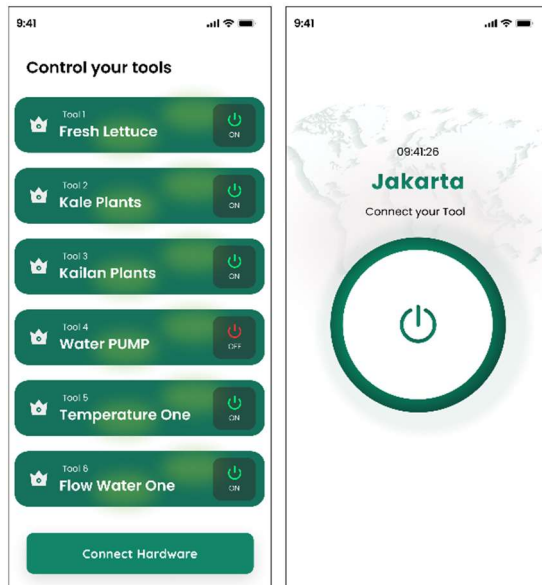 9:41
Control your tools
Tool 1
Fresh Lettuce
ON
Tool 2
Kale Plants
ON
Tool 3
Kailan Plants
ON
Tool 4
Water PUMP
OFF
Tool 5
Temperature One
ON
Tool 6
Flow Water One
ON
Connect Hardware
9:41
09:41:26
Jakarta
Connect your Tool